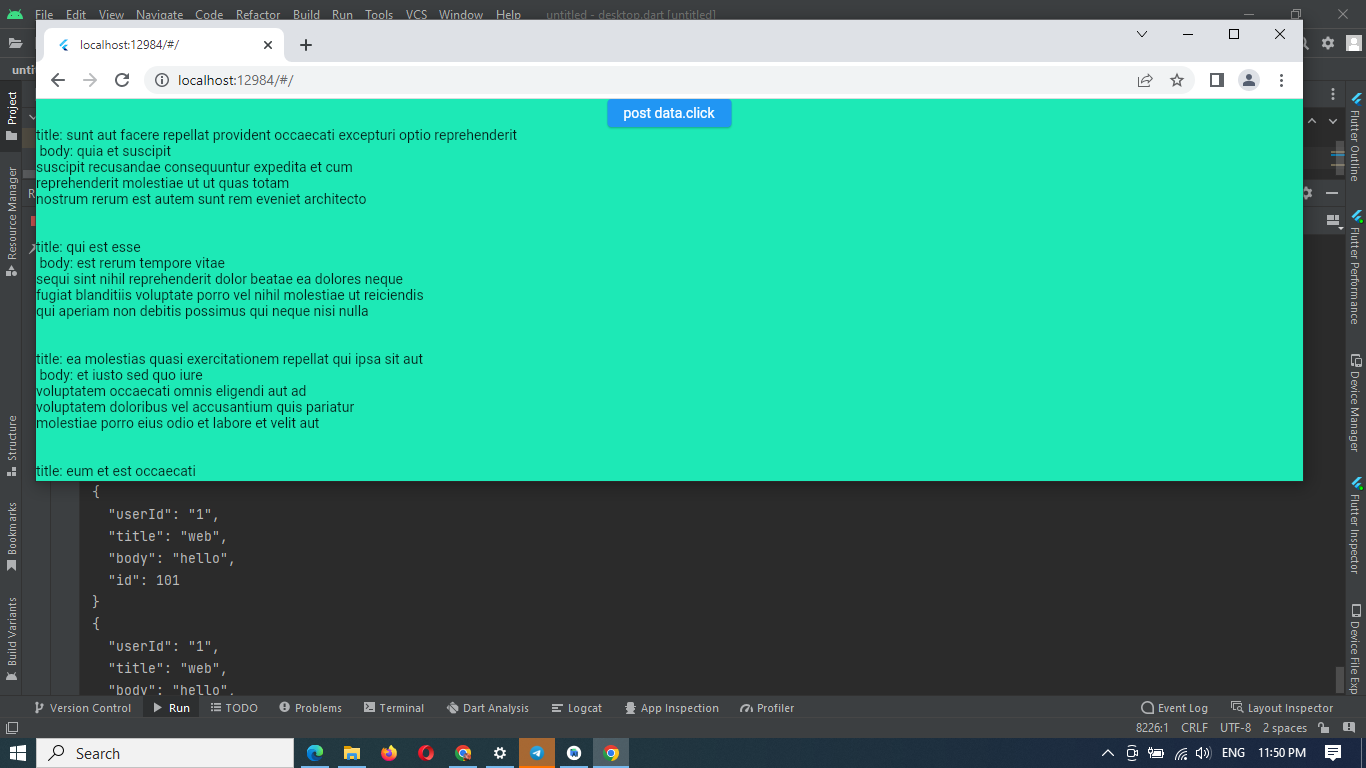 File Edit View Navigate Code Refactor Build Run Tools VCS Window Help untitled - desktop.dart [untitled]
localhost:12984/#/
localhost:12984/#/
post data.click
title: sunt aut facere repellat provident occaecati excepturi optio reprehenderit
body: quia et suscipit
suscipit recusandae consequuntur expedita et cum
reprehenderit molestiae ut ut quas totam
nostrum rerum est autem sunt rem eveniet architecto
title: qui est esse
body: est rerum tempore vitae
sequi sint nihil reprehenderit dolor beatae ea dolores neque
fugiat blanditiis voluptate porro vel nihil molestiae ut reiciendis
qui aperiam non debitis possimus qui neque nisi nulla
title: ea molestias quasi exercitationem repellat qui ipsa sit aut
body: et iusto sed quo iure
voluptatem occaecati omnis eligendi aut ad
voluptatem doloribus vel accusantium quis pariatur
molestiae porro eius odio et labore et velit aut
title: eum et est occaecati
{
"userId": "1",
"title": "web",
"body": "hello",
"id": 101
}
{
"userId": "1",
"title": "web",
"body": "hello",
Project
Resource Manager
Structure
Bookmarks
Build Variants
Flutter Outline
Flutter Performance
Device Manager
Flutter Inspector
Device File Exp
Version Control Run TODO Problems Terminal Dart Analysis Logcat App Inspection Profiler Event Log Layout Inspector
8226:1 CRLF UTF-8 2 spaces
Search ENG 11:50 PM